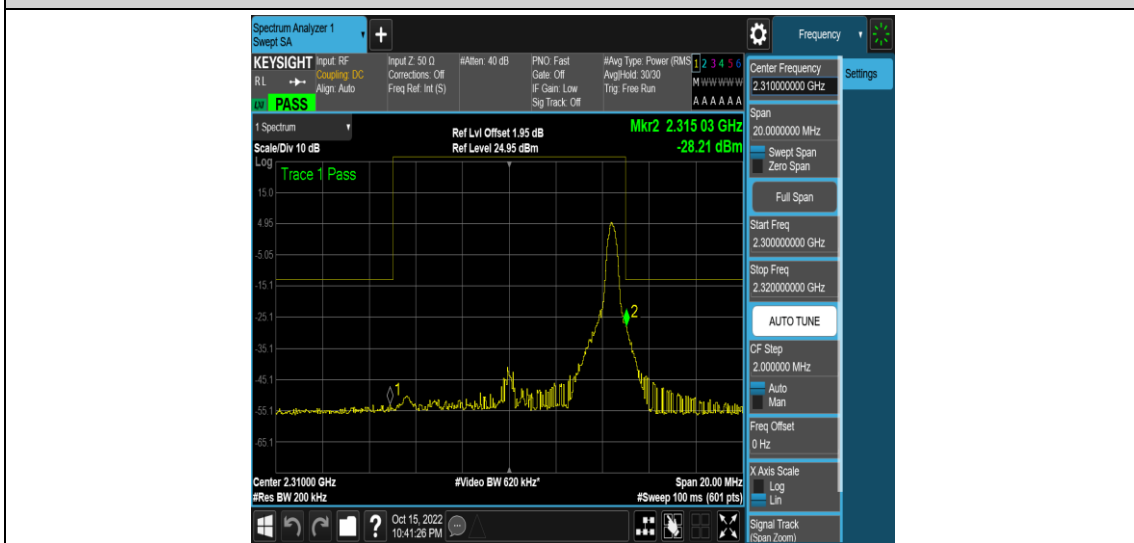 Spectrum Analyzer 1
Swept SA
+
Frequency
KEYSIGHT
RL
LV PASS
Input: RF
Coupling: DC
Align: Auto
Input Z: 50 Ω
Corrections: Off
Freq Ref: Int (S)
#Atten: 40 dB
PNO: Fast
Gate: Off
IF Gain: Low
Sig Track: Off
#Avg Type: Power (RMS
Avg|Hold: 30/30
Trig: Free Run
1 2 3 4 5 6
M W W W W W
A A A A A A
1 Spectrum
Scale/Div 10 dB
Ref Lvl Offset 1.95 dB
Ref Level 24.95 dBm
Mkr2 2.315 03 GHz
-28.21 dBm
Log
Trace 1 Pass
15.0
4.95
-5.05
-15.1
-25.1
-35.1
-45.1
-55.1
-65.1
1
2
Center 2.31000 GHz
#Res BW 200 kHz
#Video BW 620 kHz*
Span 20.00 MHz
#Sweep 100 ms (601 pts)
?
Oct 15, 2022
10:41:26 PM
Center Frequency
2.310000000 GHz
Settings
Span
20.0000000 MHz
Swept Span
Zero Span
Full Span
Start Freq
2.300000000 GHz
Stop Freq
2.320000000 GHz
AUTO TUNE
CF Step
2.000000 MHz
Auto
Man
Freq Offset
0 Hz
X Axis Scale
Log
Lin
Signal Track
(Span Zoom)